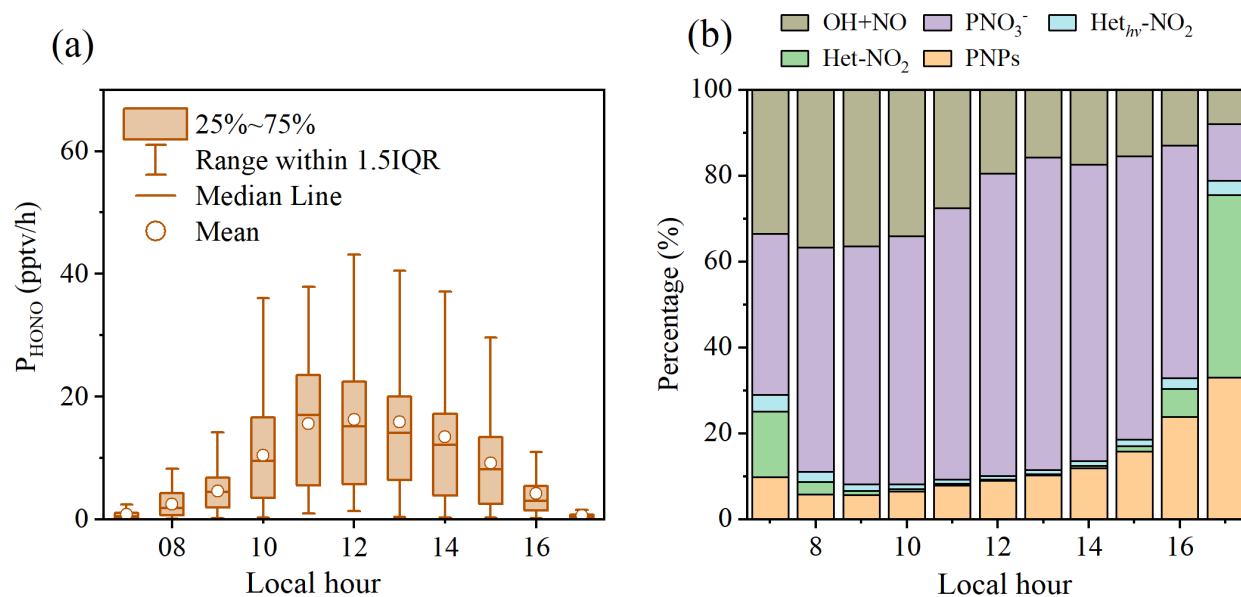 (a)
25%~75%
Range within 1.5IQR
Median Line
Mean
P_HONO (pptv/h)
60
40
20
0
08 10 12 14 16
Local hour
(b)
OH+NO PNO₃⁻ Het_hv-NO₂
Het-NO₂ PNPs
Percentage (%)
100
80
60
40
20
0
8 10 12 14 16
Local hour